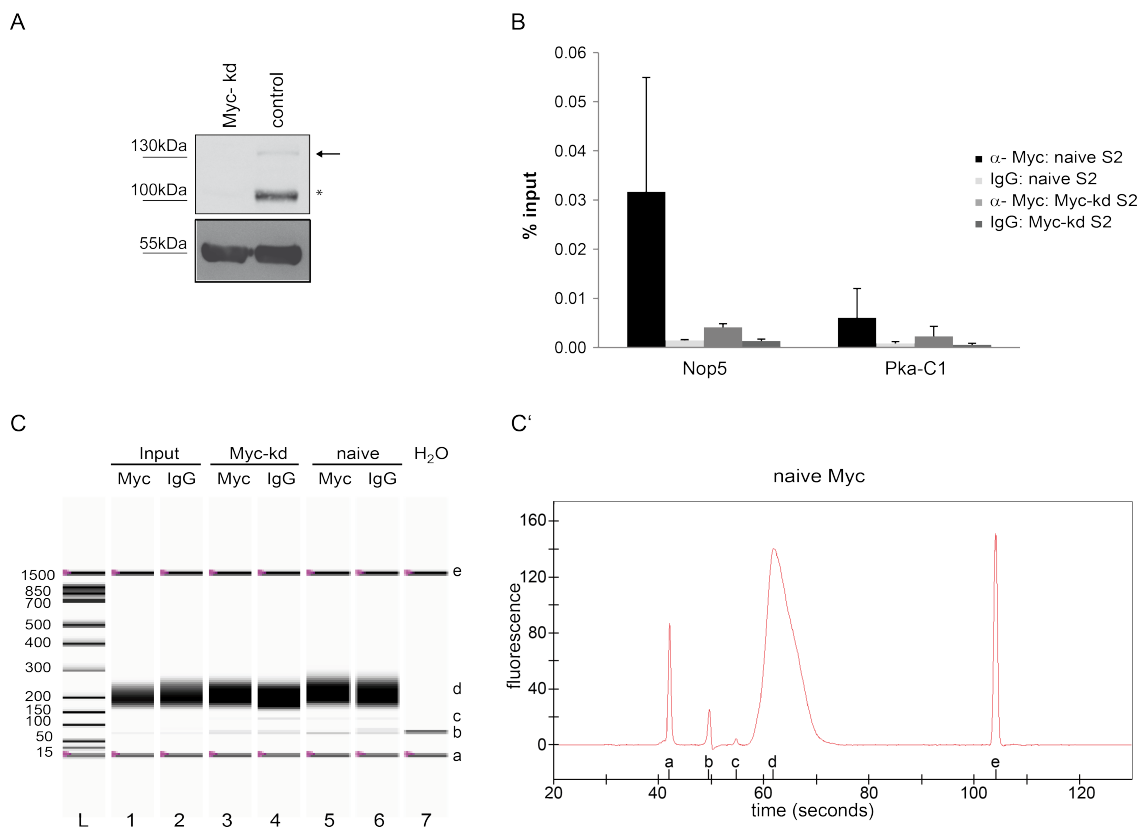 A
Myc- kd
control
130kDa
100kDa
*
55kDa
B
0.06
0.05
0.04
0.03
0.02
0.01
0.00
% input
Nop5
Pka-C1
α- Myc: naive S2
IgG: naive S2
α- Myc: Myc-kd S2
IgG: Myc-kd S2
C
Input
Myc-kd
naive
H₂O
Myc
IgG
Myc
IgG
Myc
IgG
1500
850
700
500
400
300
200
150
100
50
15
e
d
c
b
a
L
1
2
3
4
5
6
7
C'
naive Myc
160
120
80
40
0
fluorescence
a
b
c
d
e
20
40
60
80
100
120
time (seconds)